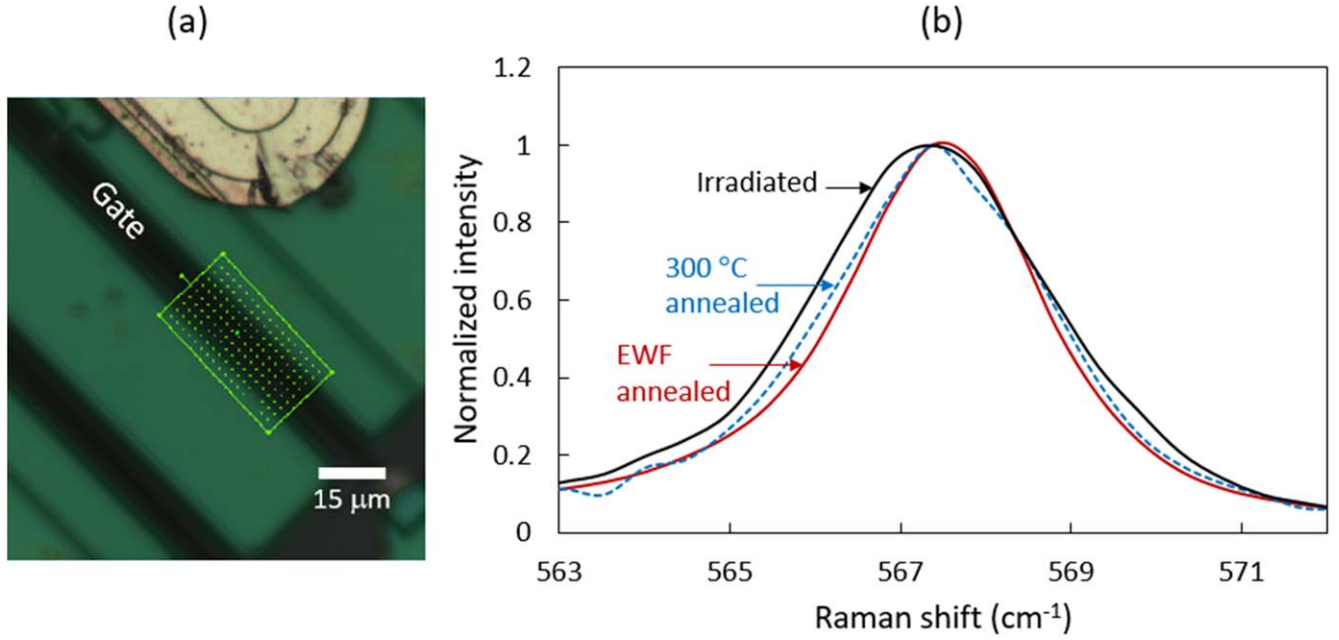 (a)
Gate
15 μm
(b)
1.2
1
0.8
0.6
0.4
0.2
0
Normalized intensity
Irradiated
300 °C
annealed
EWF
annealed
563
565
567
569
571
Raman shift (cm⁻¹)